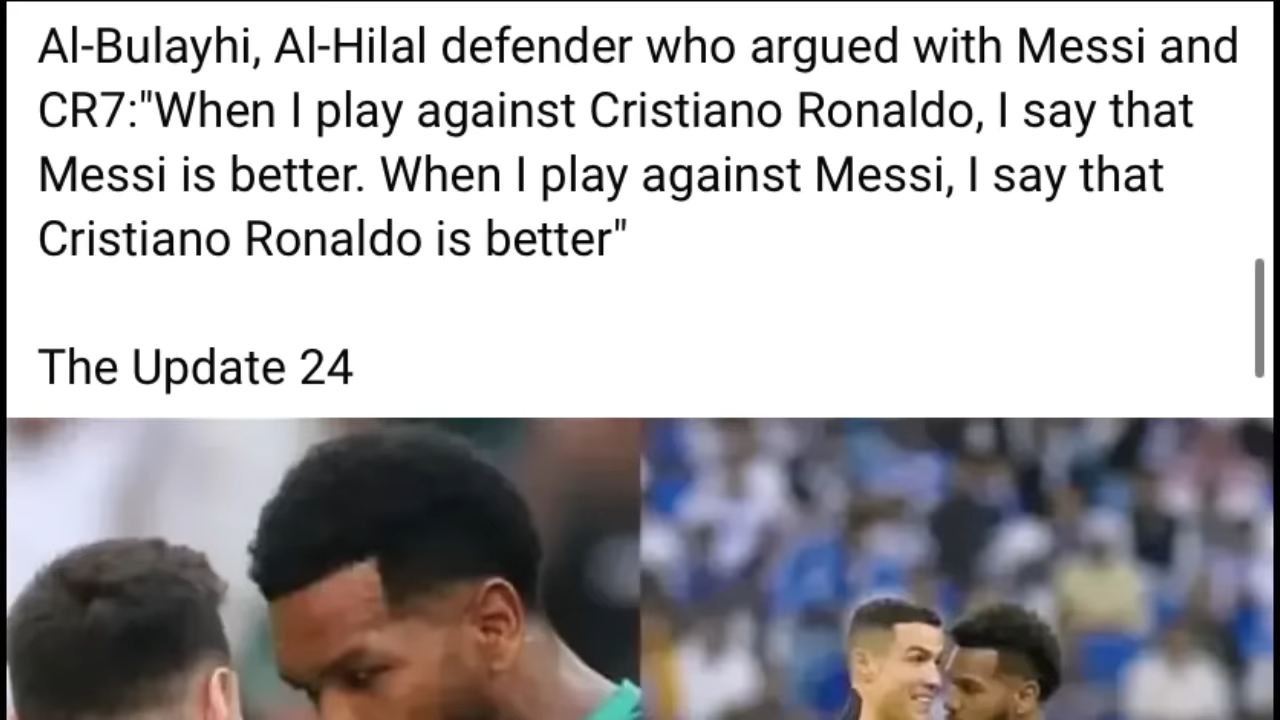 Al-Bulayhi, Al-Hilal defender who argued with Messi and
CR7:"When I play against Cristiano Ronaldo, I say that
Messi is better. When I play against Messi, I say that
Cristiano Ronaldo is better"
The Update 24